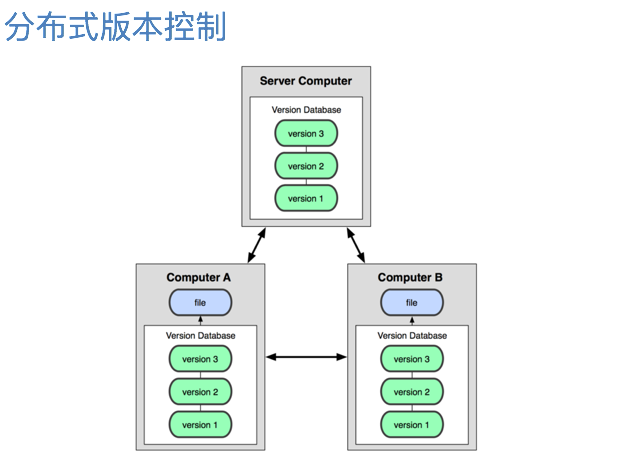 分布式版本控制
Server Computer
Version Database
version 3
version 2
version 1
Computer A
file
Version Database
version 3
version 2
version 1
Computer B
file
Version Database
version 3
version 2
version 1